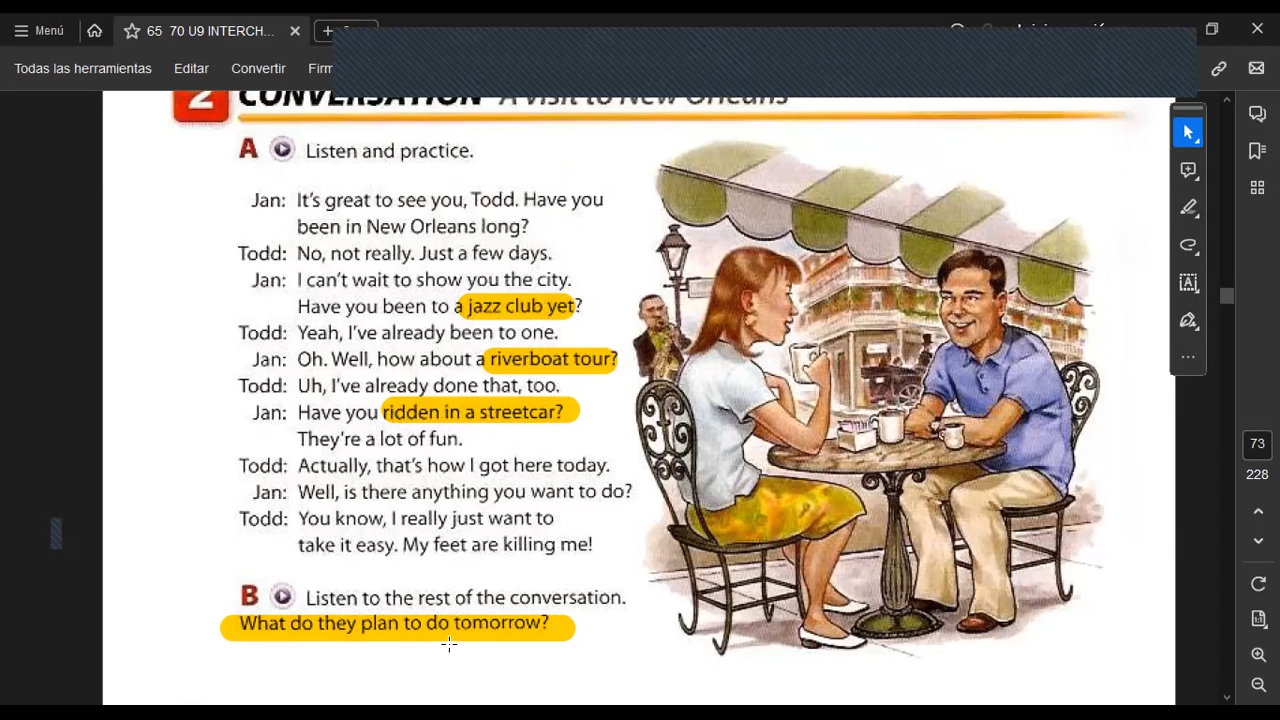 Menú
65 70 U9 INTERCH...
Todas las herramientas
Editar
Convertir
2 CONVERSATION A visit to New Orleans
A Listen and practice.
Jan: It's great to see you, Todd. Have you
been in New Orleans long?
Todd: No, not really. Just a few days.
Jan: I can't wait to show you the city.
Have you been to a jazz club yet?
Todd: Yeah, I've already been to one.
Jan: Oh. Well, how about a riverboat tour?
Todd: Uh, I've already done that, too.
Jan: Have you ridden in a streetcar?
They're a lot of fun.
Todd: Actually, that's how I got here today.
Jan: Well, is there anything you want to do?
Todd: You know, I really just want to
take it easy. My feet are killing me!
B Listen to the rest of the conversation.
What do they plan to do tomorrow?
73
228